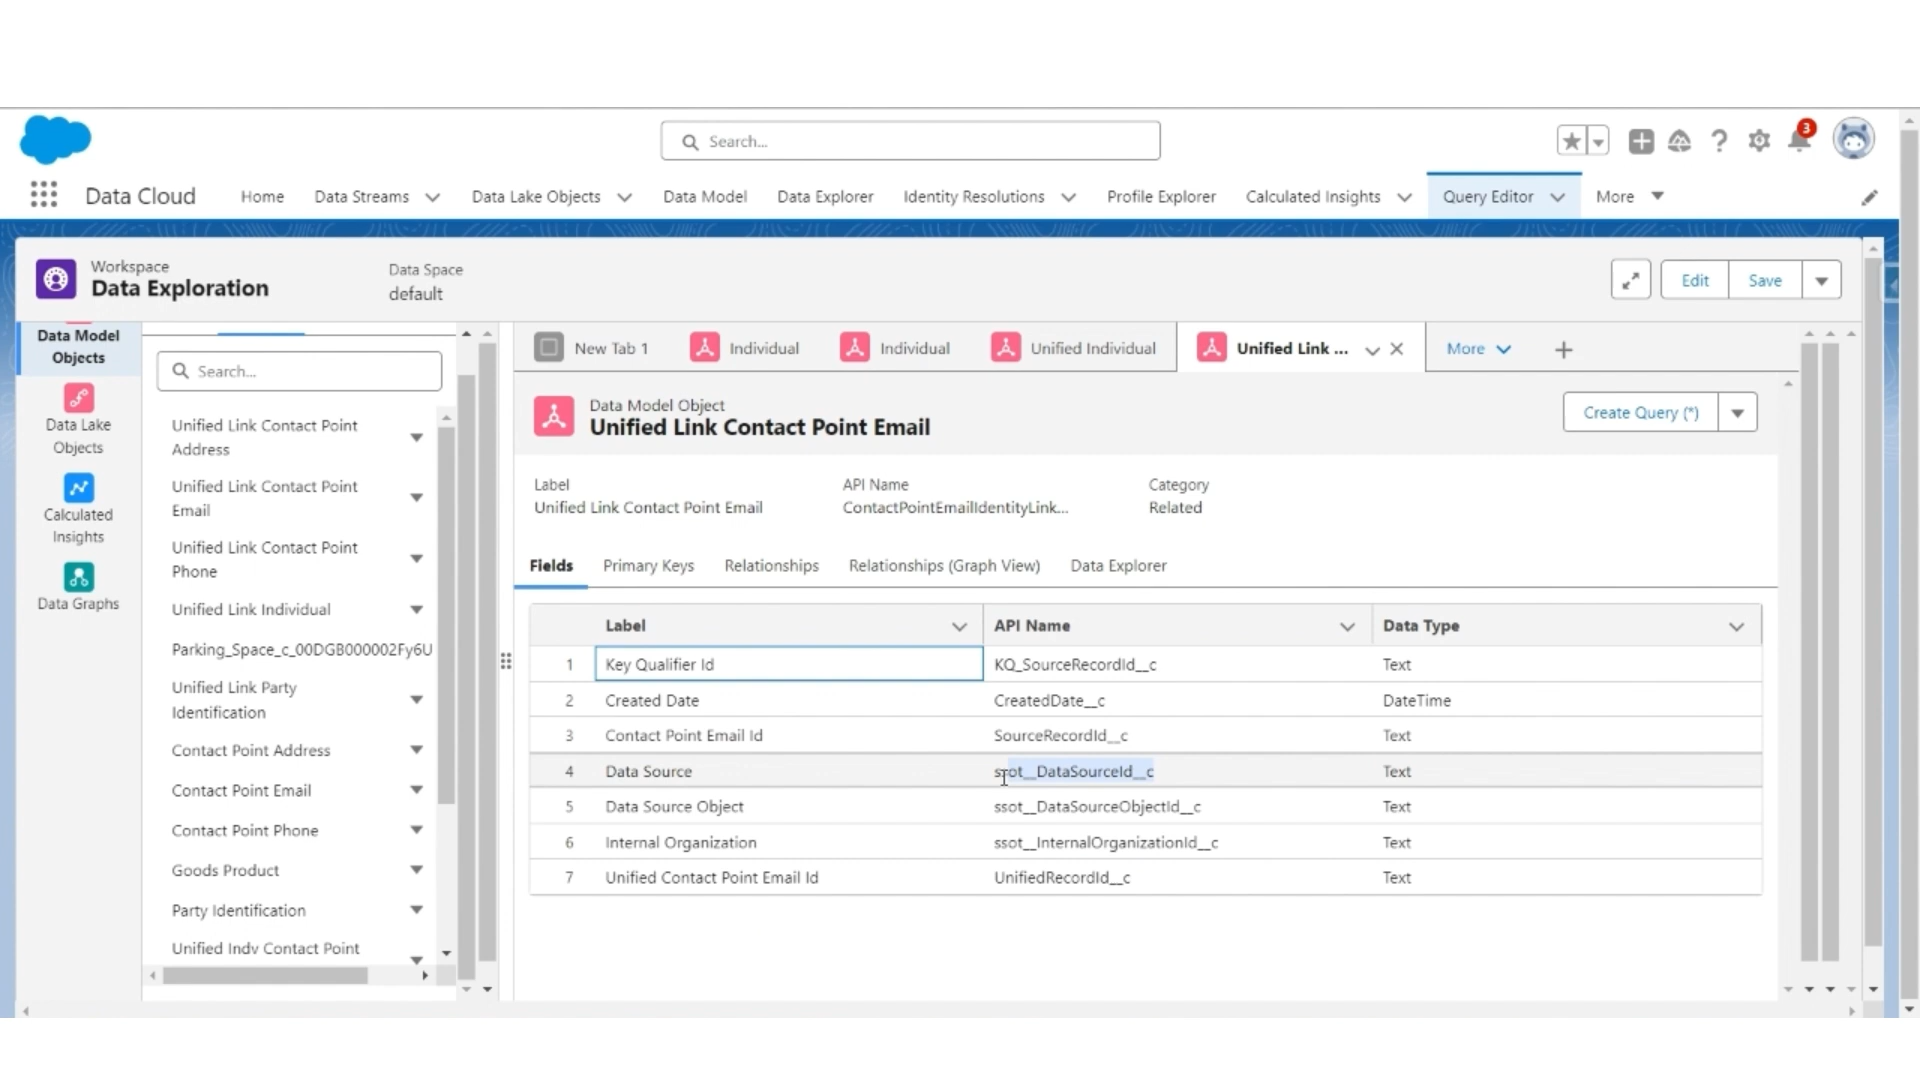 Search...
3
Data Cloud
Home
Data Streams
Data Lake Objects
Data Model
Data Explorer
Identity Resolutions
Profile Explorer
Calculated Insights
Query Editor
More
Workspace
Data Exploration
Data Space
default
Edit
Save
Data Model
Objects
Data Lake
Objects
Calculated
Insights
Data Graphs
Search...
Unified Link Contact Point
Address
Unified Link Contact Point
Email
Unified Link Contact Point
Phone
Unified Link Individual
Parking_Space_c_00DGB000002Fy6U
Unified Link Party
Identification
Contact Point Address
Contact Point Email
Contact Point Phone
Goods Product
Party Identification
Unified Indv Contact Point
New Tab 1
Individual
Individual
Unified Individual
Unified Link ...
More
Data Model Object
Unified Link Contact Point Email
Create Query (*)
Label
Unified Link Contact Point Email
API Name
ContactPointEmailIdentityLink...
Category
Related
Fields
Primary Keys
Relationships
Relationships (Graph View)
Data Explorer
Label API Name Data Type
1 Key Qualifier Id KQ_SourceRecordId__c Text
2 Created Date CreatedDate__c DateTime
3 Contact Point Email Id SourceRecordId__c Text
4 Data Source ssot__DataSourceId__c Text
5 Data Source Object ssot__DataSourceObjectId__c Text
6 Internal Organization ssot__InternalOrganizationId__c Text
7 Unified Contact Point Email Id UnifiedRecordId__c Text